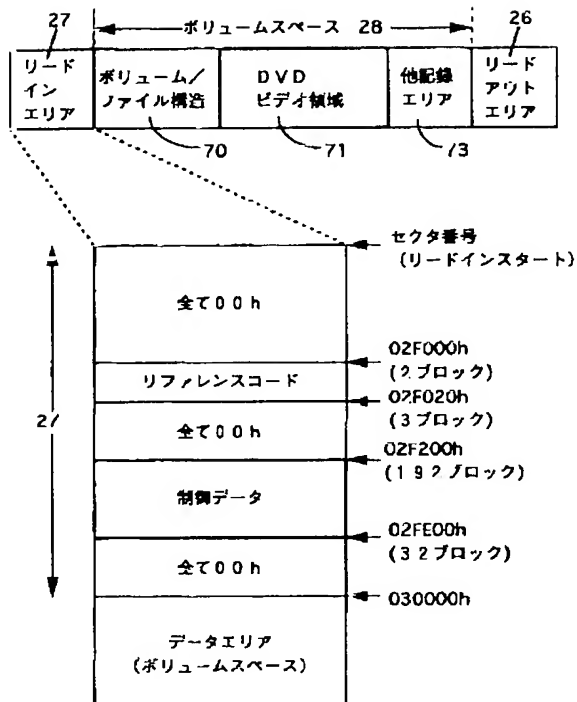 27
ボリュームスペース 28
26
リード
イン
エリア
ボリューム/
ファイル構造
DVD
ビデオ領域
他記録
エリア
リード
アウト
エリア
70
71
73
セクタ番号
(リードインスタート)
全て00h
02F000h
(2ブロック)
リファレンスコード
02F020h
(3ブロック)
27
全て00h
02F200h
(192ブロック)
制御データ
02FE00h
(32ブロック)
全て00h
030000h
データエリア
(ボリュームスペース)